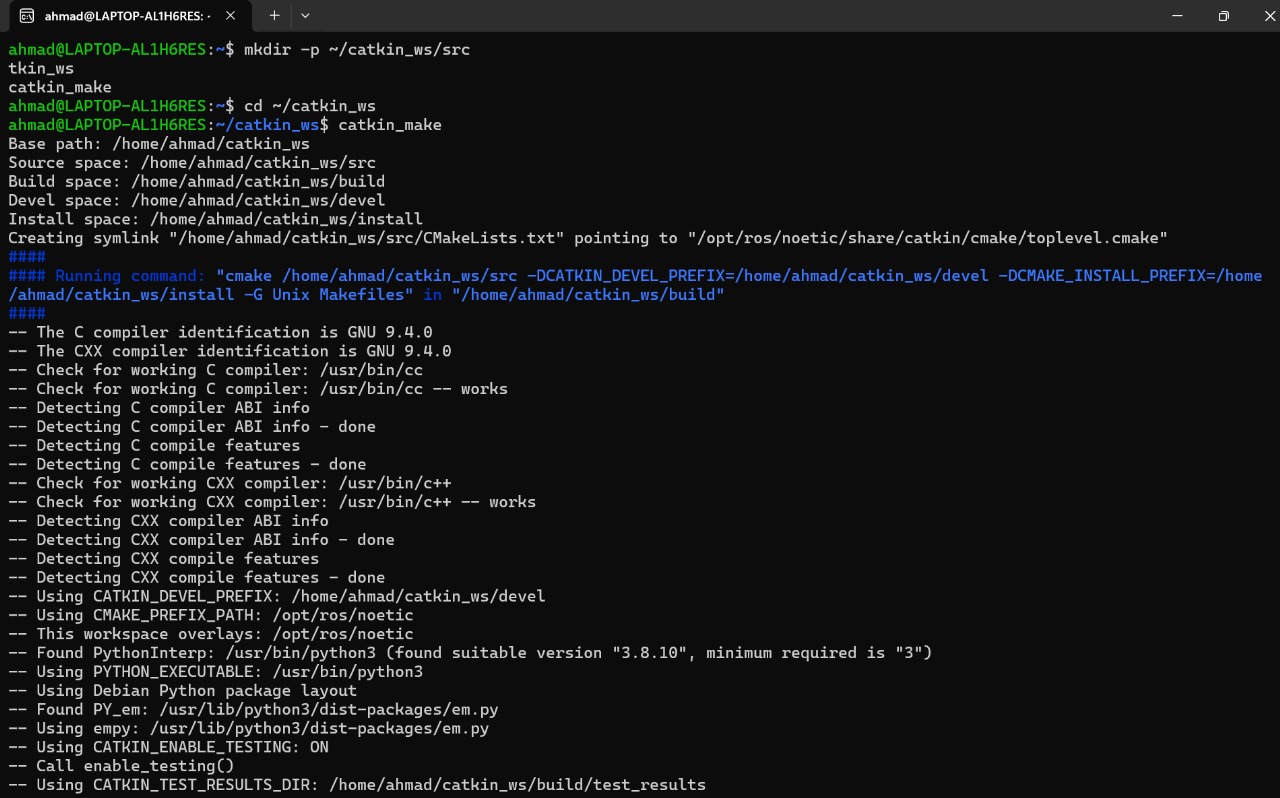 ahmad@LAPTOP-AL1H6RES: -
ahmad@LAPTOP-AL1H6RES:~$ mkdir -p ~/catkin_ws/src
tkin_ws
catkin_make
ahmad@LAPTOP-AL1H6RES:~$ cd ~/catkin_ws
ahmad@LAPTOP-AL1H6RES:~/catkin_ws$ catkin_make
Base path: /home/ahmad/catkin_ws
Source space: /home/ahmad/catkin_ws/src
Build space: /home/ahmad/catkin_ws/build
Devel space: /home/ahmad/catkin_ws/devel
Install space: /home/ahmad/catkin_ws/install
Creating symlink "/home/ahmad/catkin_ws/src/CMakeLists.txt" pointing to "/opt/ros/noetic/share/catkin/cmake/toplevel.cmake"
####
#### Running command: "cmake /home/ahmad/catkin_ws/src -DCATKIN_DEVEL_PREFIX=/home/ahmad/catkin_ws/devel -DCMAKE_INSTALL_PREFIX=/home
/ahmad/catkin_ws/install -G Unix Makefiles" in "/home/ahmad/catkin_ws/build"
####
-- The C compiler identification is GNU 9.4.0
-- The CXX compiler identification is GNU 9.4.0
-- Check for working C compiler: /usr/bin/cc
-- Check for working C compiler: /usr/bin/cc -- works
-- Detecting C compiler ABI info
-- Detecting C compiler ABI info - done
-- Detecting C compile features
-- Detecting C compile features - done
-- Check for working CXX compiler: /usr/bin/c++
-- Check for working CXX compiler: /usr/bin/c++ -- works
-- Detecting CXX compiler ABI info
-- Detecting CXX compiler ABI info - done
-- Detecting CXX compile features
-- Detecting CXX compile features - done
-- Using CATKIN_DEVEL_PREFIX: /home/ahmad/catkin_ws/devel
-- Using CMAKE_PREFIX_PATH: /opt/ros/noetic
-- This workspace overlays: /opt/ros/noetic
-- Found PythonInterp: /usr/bin/python3 (found suitable version "3.8.10", minimum required is "3")
-- Using PYTHON_EXECUTABLE: /usr/bin/python3
-- Using Debian Python package layout
-- Found PY_em: /usr/lib/python3/dist-packages/em.py
-- Using empy: /usr/lib/python3/dist-packages/em.py
-- Using CATKIN_ENABLE_TESTING: ON
-- Call enable_testing()
-- Using CATKIN_TEST_RESULTS_DIR: /home/ahmad/catkin_ws/build/test_results